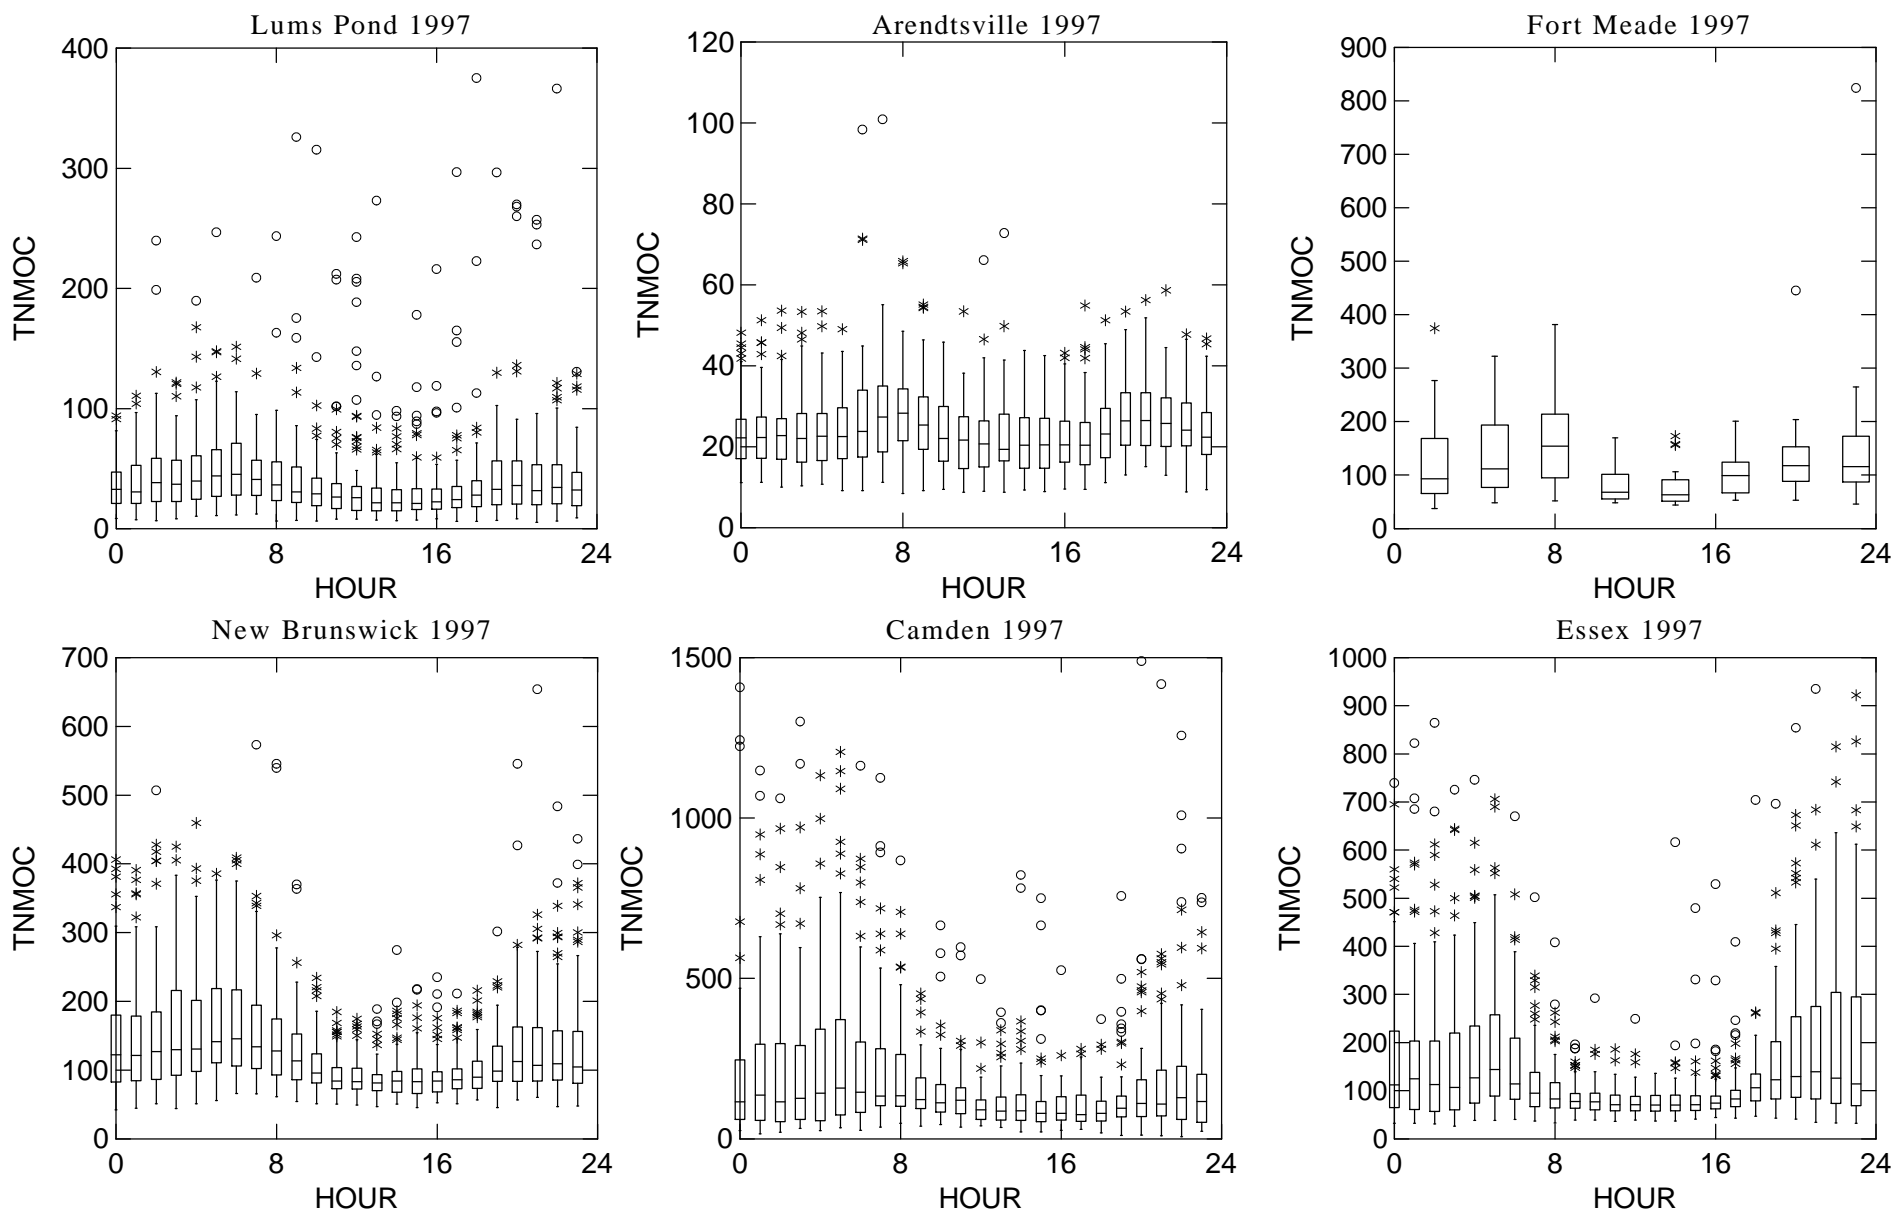 Lums Pond 1997
400
300
200
100
0
TNMOC
0 8 16 24
HOUR
Arendtsville 1997
120
100
80
60
40
20
0
TNMOC
0 8 16 24
HOUR
Fort Meade 1997
900
800
700
600
500
400
300
200
100
0
TNMOC
0 8 16 24
HOUR
New Brunswick 1997
700
600
500
400
300
200
100
0
TNMOC
0 8 16 24
HOUR
Camden 1997
1500
1000
500
0
TNMOC
0 8 16 24
HOUR
Essex 1997
1000
900
800
700
600
500
400
300
200
100
0
TNMOC
0 8 16 24
HOUR